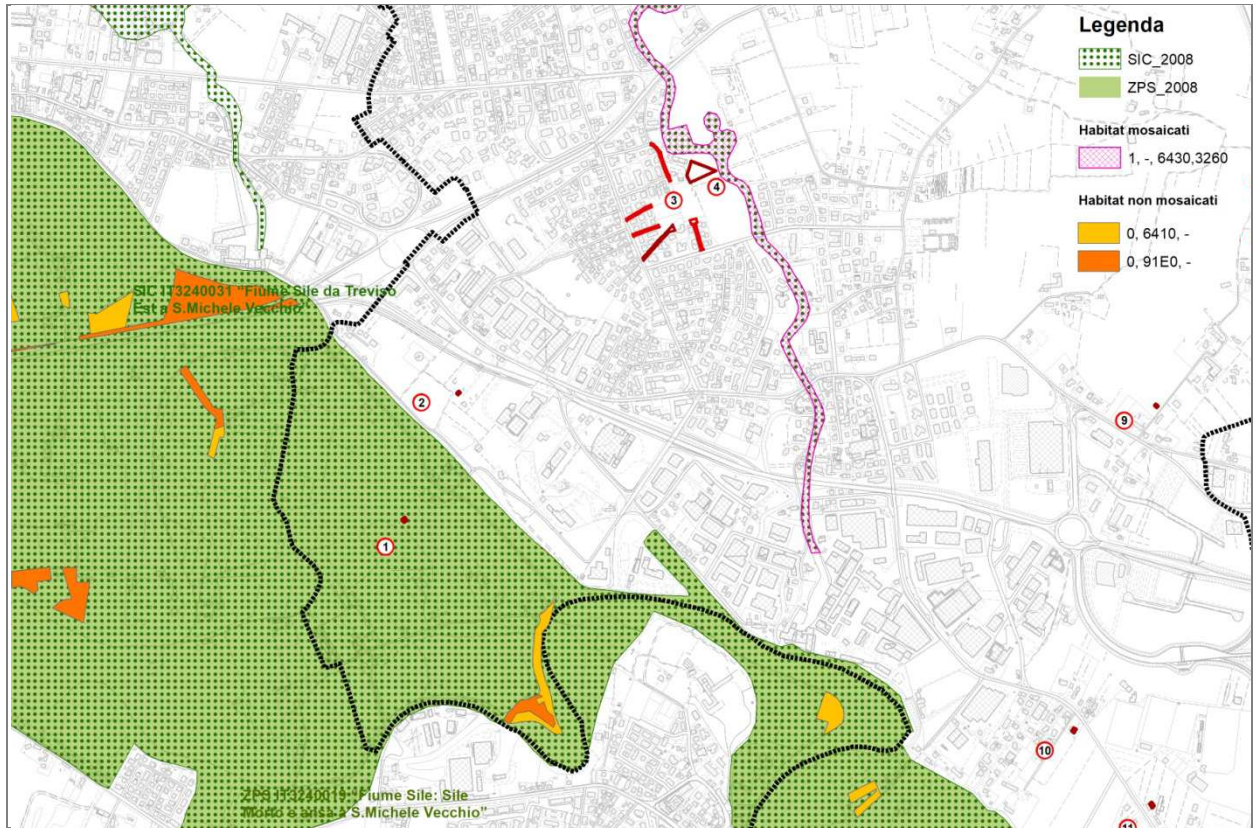 Legenda
SIC_2008
ZPS_2008
Habitat mosaicati
1, -, 6430,3260
Habitat non mosaicati
0, 6410, -
0, 91E0, -
4
3
SIC IT3240031 "Fiume Sile da Treviso
Est a S.Michele Vecchio"
2
9
1
10
ZPS IT3240019 "Fiume Sile: Sile
Morto e ansa a S.Michele Vecchio"
11